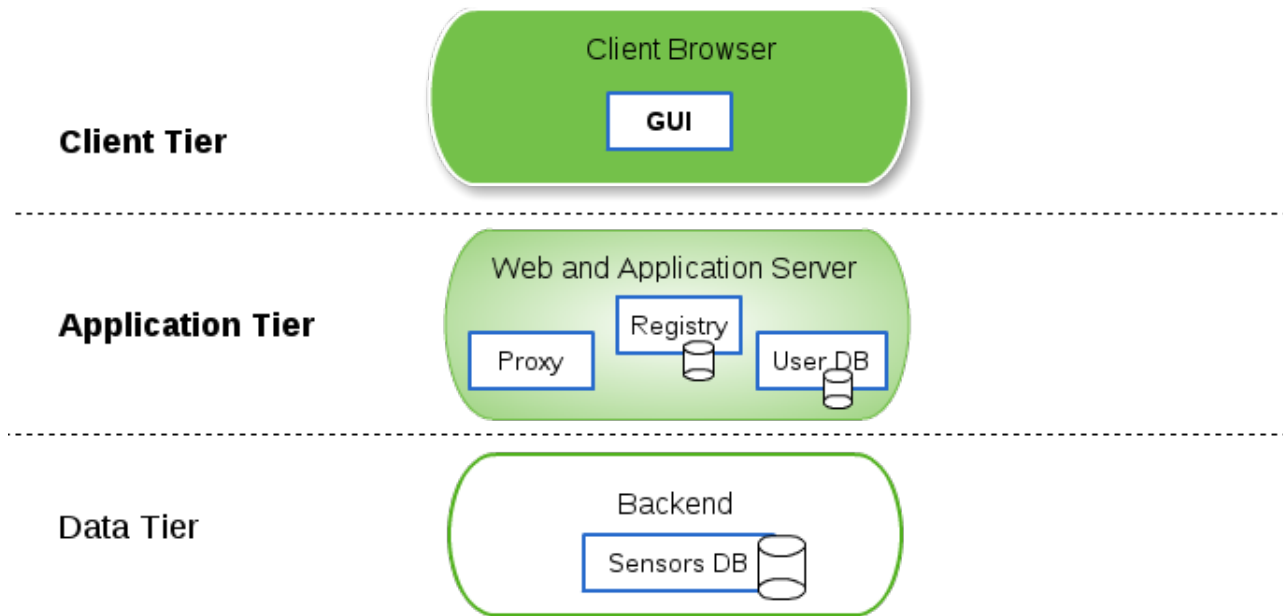 Client Browser
GUI
Client Tier
Web and Application Server
Registry
Application Tier
Proxy
User DB
Backend
Data Tier
Sensors DB